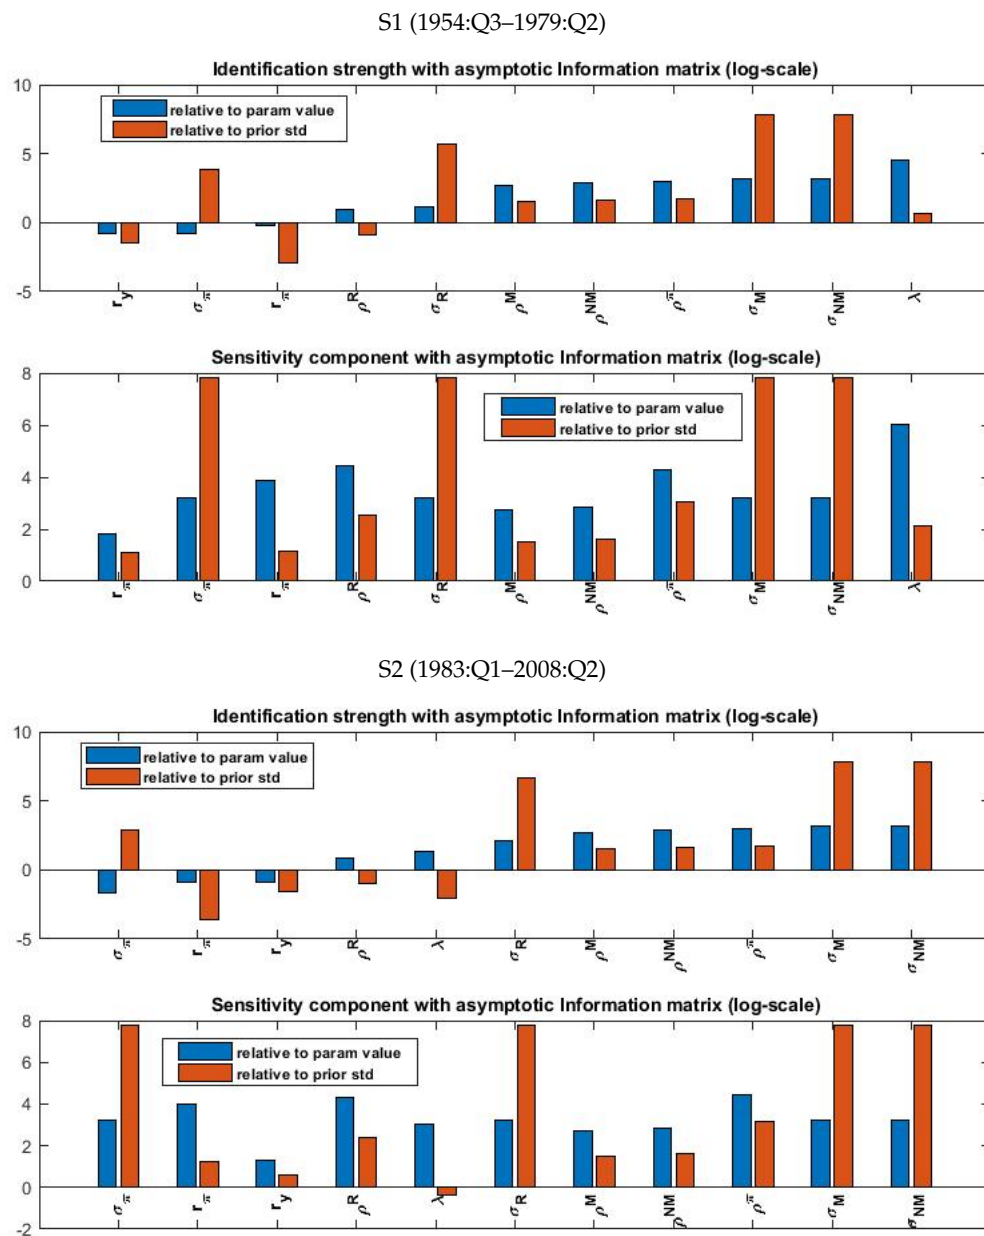 S1 (1954:Q3–1979:Q2)
Identification strength with asymptotic Information matrix (log-scale)
10
relative to param value
relative to prior std
5
0
-5
r_y σ_π̄ r_π̄ ρ^R σ_R ρ^M ρ^NM ρ^π̄ σ_M σ_NM λ
Sensitivity component with asymptotic Information matrix (log-scale)
8
relative to param value
relative to prior std
6
4
2
0
r_π̄ σ_π̄ r_π̄ ρ^R σ_R ρ^M ρ^NM ρ^π̄ σ_M σ_NM λ
S2 (1983:Q1–2008:Q2)
Identification strength with asymptotic Information matrix (log-scale)
10
relative to param value
relative to prior std
5
0
-5
σ_π̄ r_π̄ r_y ρ^R λ σ_R ρ^M ρ^NM ρ^π̄ σ_M σ_NM
Sensitivity component with asymptotic Information matrix (log-scale)
8
relative to param value
relative to prior std
6
4
2
0
-2
σ_π̄ r_π̄ r_y ρ^R λ σ_R ρ^M ρ^NM ρ^π̄ σ_M σ_NM